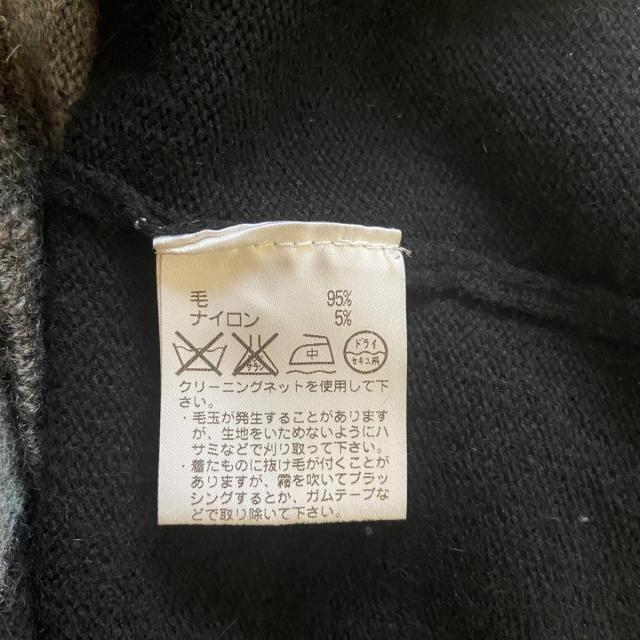 毛 95%
ナイロン 5%
エンソ サラシ 中 ドライ セキユ系
クリーニングネットを使用して下
さい。
・毛玉が発生することがあります
が、生地をいためないようにハ
サミなどで刈り取って下さい。
・着たものに抜け毛が付くことが
ありますが、霧を吹いてブラッ
シングするとか、ガムテープな
どで取り除いて下さい。